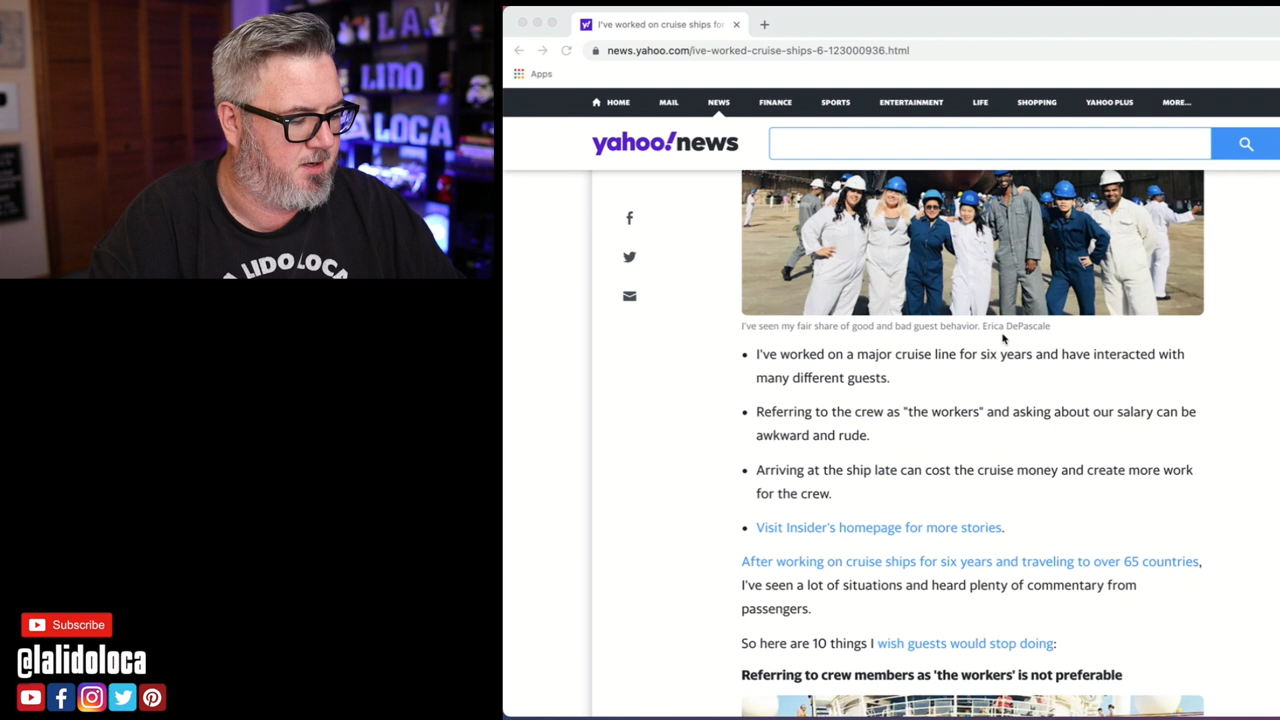 L.A.
LIDO
LOCA
LIDO LOCA
I've worked on cruise ships for
news.yahoo.com/ive-worked-cruise-ships-6-123000936.html
Apps
HOME MAIL NEWS FINANCE SPORTS ENTERTAINMENT LIFE SHOPPING YAHOO PLUS MORE...
yahoo!news
I've seen my fair share of good and bad guest behavior. Erica DePascale
• I've worked on a major cruise line for six years and have interacted with
many different guests.
• Referring to the crew as "the workers" and asking about our salary can be
awkward and rude.
• Arriving at the ship late can cost the cruise money and create more work
for the crew.
• Visit Insider's homepage for more stories.
After working on cruise ships for six years and traveling to over 65 countries,
I've seen a lot of situations and heard plenty of commentary from
passengers.
So here are 10 things I wish guests would stop doing:
Referring to crew members as 'the workers' is not preferable
Subscribe
@lalidoloca